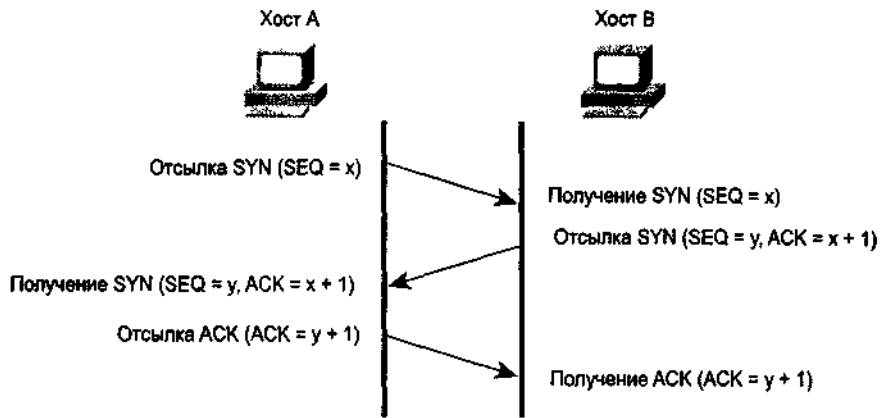 Хост А
Хост В
Отсылка SYN (SEQ = x)
Получение SYN (SEQ = x)
Отсылка SYN (SEQ = y, ACK = x + 1)
Получение SYN (SEQ = y, ACK = x + 1)
Отсылка ACK (ACK = y + 1)
Получение ACK (ACK = y + 1)